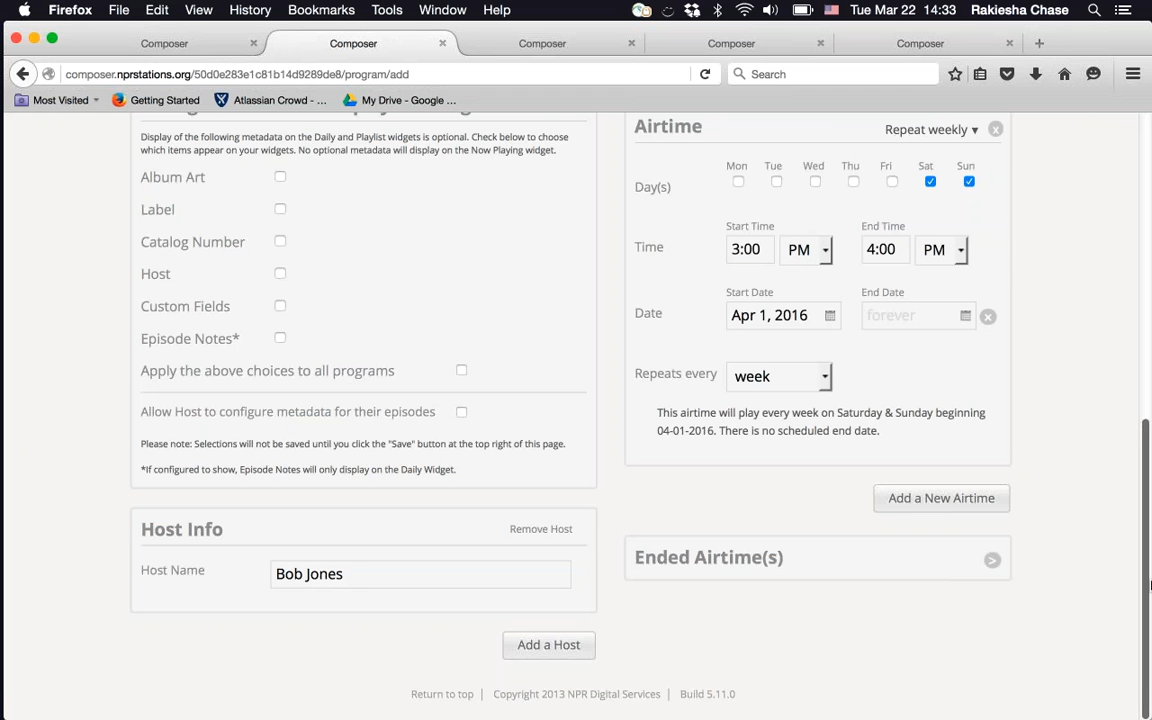 Firefox File Edit View History Bookmarks Tools Window Help Tue Mar 22 14:33 Rakiesha Chase
Composer Composer Composer Composer Composer
composer.nprstations.org/50d0e283e1c81b14d9289de8/program/add Search
Most Visited Getting Started Atlassian Crowd - ... My Drive - Google ...
Display of the following metadata on the Daily and Playlist widgets is optional. Check below to choose
which items appear on your widgets. No optional metadata will display on the Now Playing widget.
Album Art
Label
Catalog Number
Host
Custom Fields
Episode Notes*
Apply the above choices to all programs
Allow Host to configure metadata for their episodes
Please note: Selections will not be saved until you click the "Save" button at the top right of this page.
*If configured to show, Episode Notes will only display on the Daily Widget.
Host Info Remove Host
Host Name Bob Jones
Add a Host
Airtime Repeat weekly
Mon Tue Wed Thu Fri Sat Sun
Day(s)
Start Time End Time
Time 3:00 PM 4:00 PM
Start Date End Date
Date Apr 1, 2016 forever
Repeats every week
This airtime will play every week on Saturday & Sunday beginning
04-01-2016. There is no scheduled end date.
Add a New Airtime
Ended Airtime(s)
Return to top | Copyright 2013 NPR Digital Services | Build 5.11.0